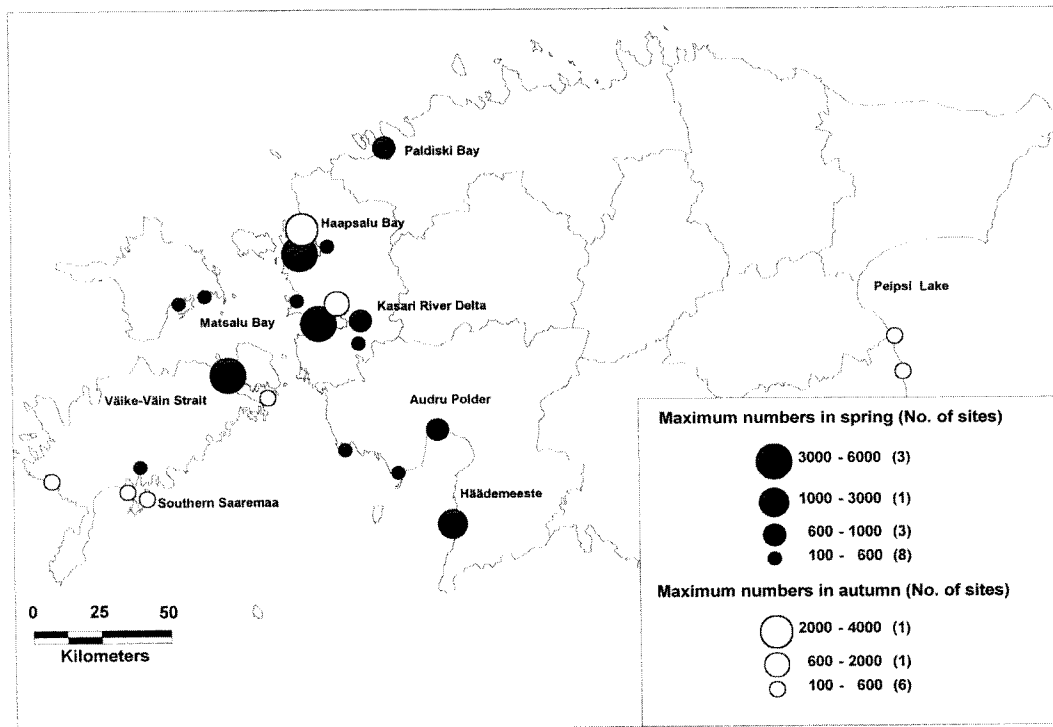 Paldiski Bay
Haapsalu Bay
Peipsi Lake
Kasari River Delta
Matsalu Bay
Väike-Väin Strait
Audru Polder
Southern Saaremaa
Häädemeeste
0 25 50
Kilometers
Maximum numbers in spring (No. of sites)
3000 - 6000 (3)
1000 - 3000 (1)
600 - 1000 (3)
100 - 600 (8)
Maximum numbers in autumn (No. of sites)
2000 - 4000 (1)
600 - 2000 (1)
100 - 600 (6)